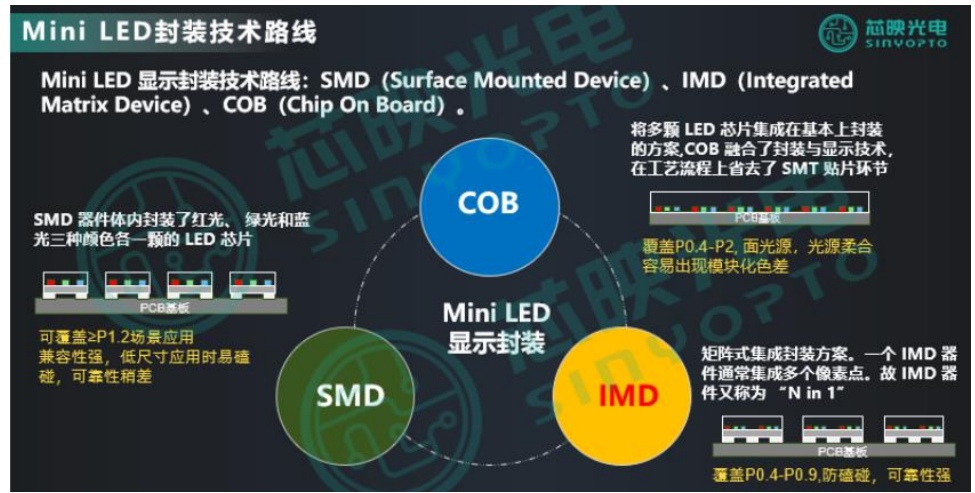 Mini LED封装技术路线
芯映光电
SINYOPTO
Mini LED 显示封装技术路线：SMD（Surface Mounted Device）、IMD（Integrated
Matrix Device）、COB（Chip On Board）。
将多颗 LED 芯片集成在基本上封装
的方案,COB 融合了封装与显示技术,
在工艺流程上省去了 SMT 贴片环节
PCB基板
覆盖P0.4-P2, 面光源，光源柔合
容易出现模块化色差
COB
SMD 器件体内封装了红光、 绿光和蓝
光三种颜色各一颗的 LED 芯片
PCB基板
可覆盖≥P1.2场景应用
兼容性强，低尺寸应用时易磕
碰，可靠性稍差
Mini LED
显示封装
SMD
IMD
矩阵式集成封装方案。一个 IMD 器
件通常集成多个像素点。故 IMD 器
件又称为 “N in 1”
PCB基板
覆盖P0.4-P0.9,防磕碰，可靠性强
芯映光电
SINYOPTO